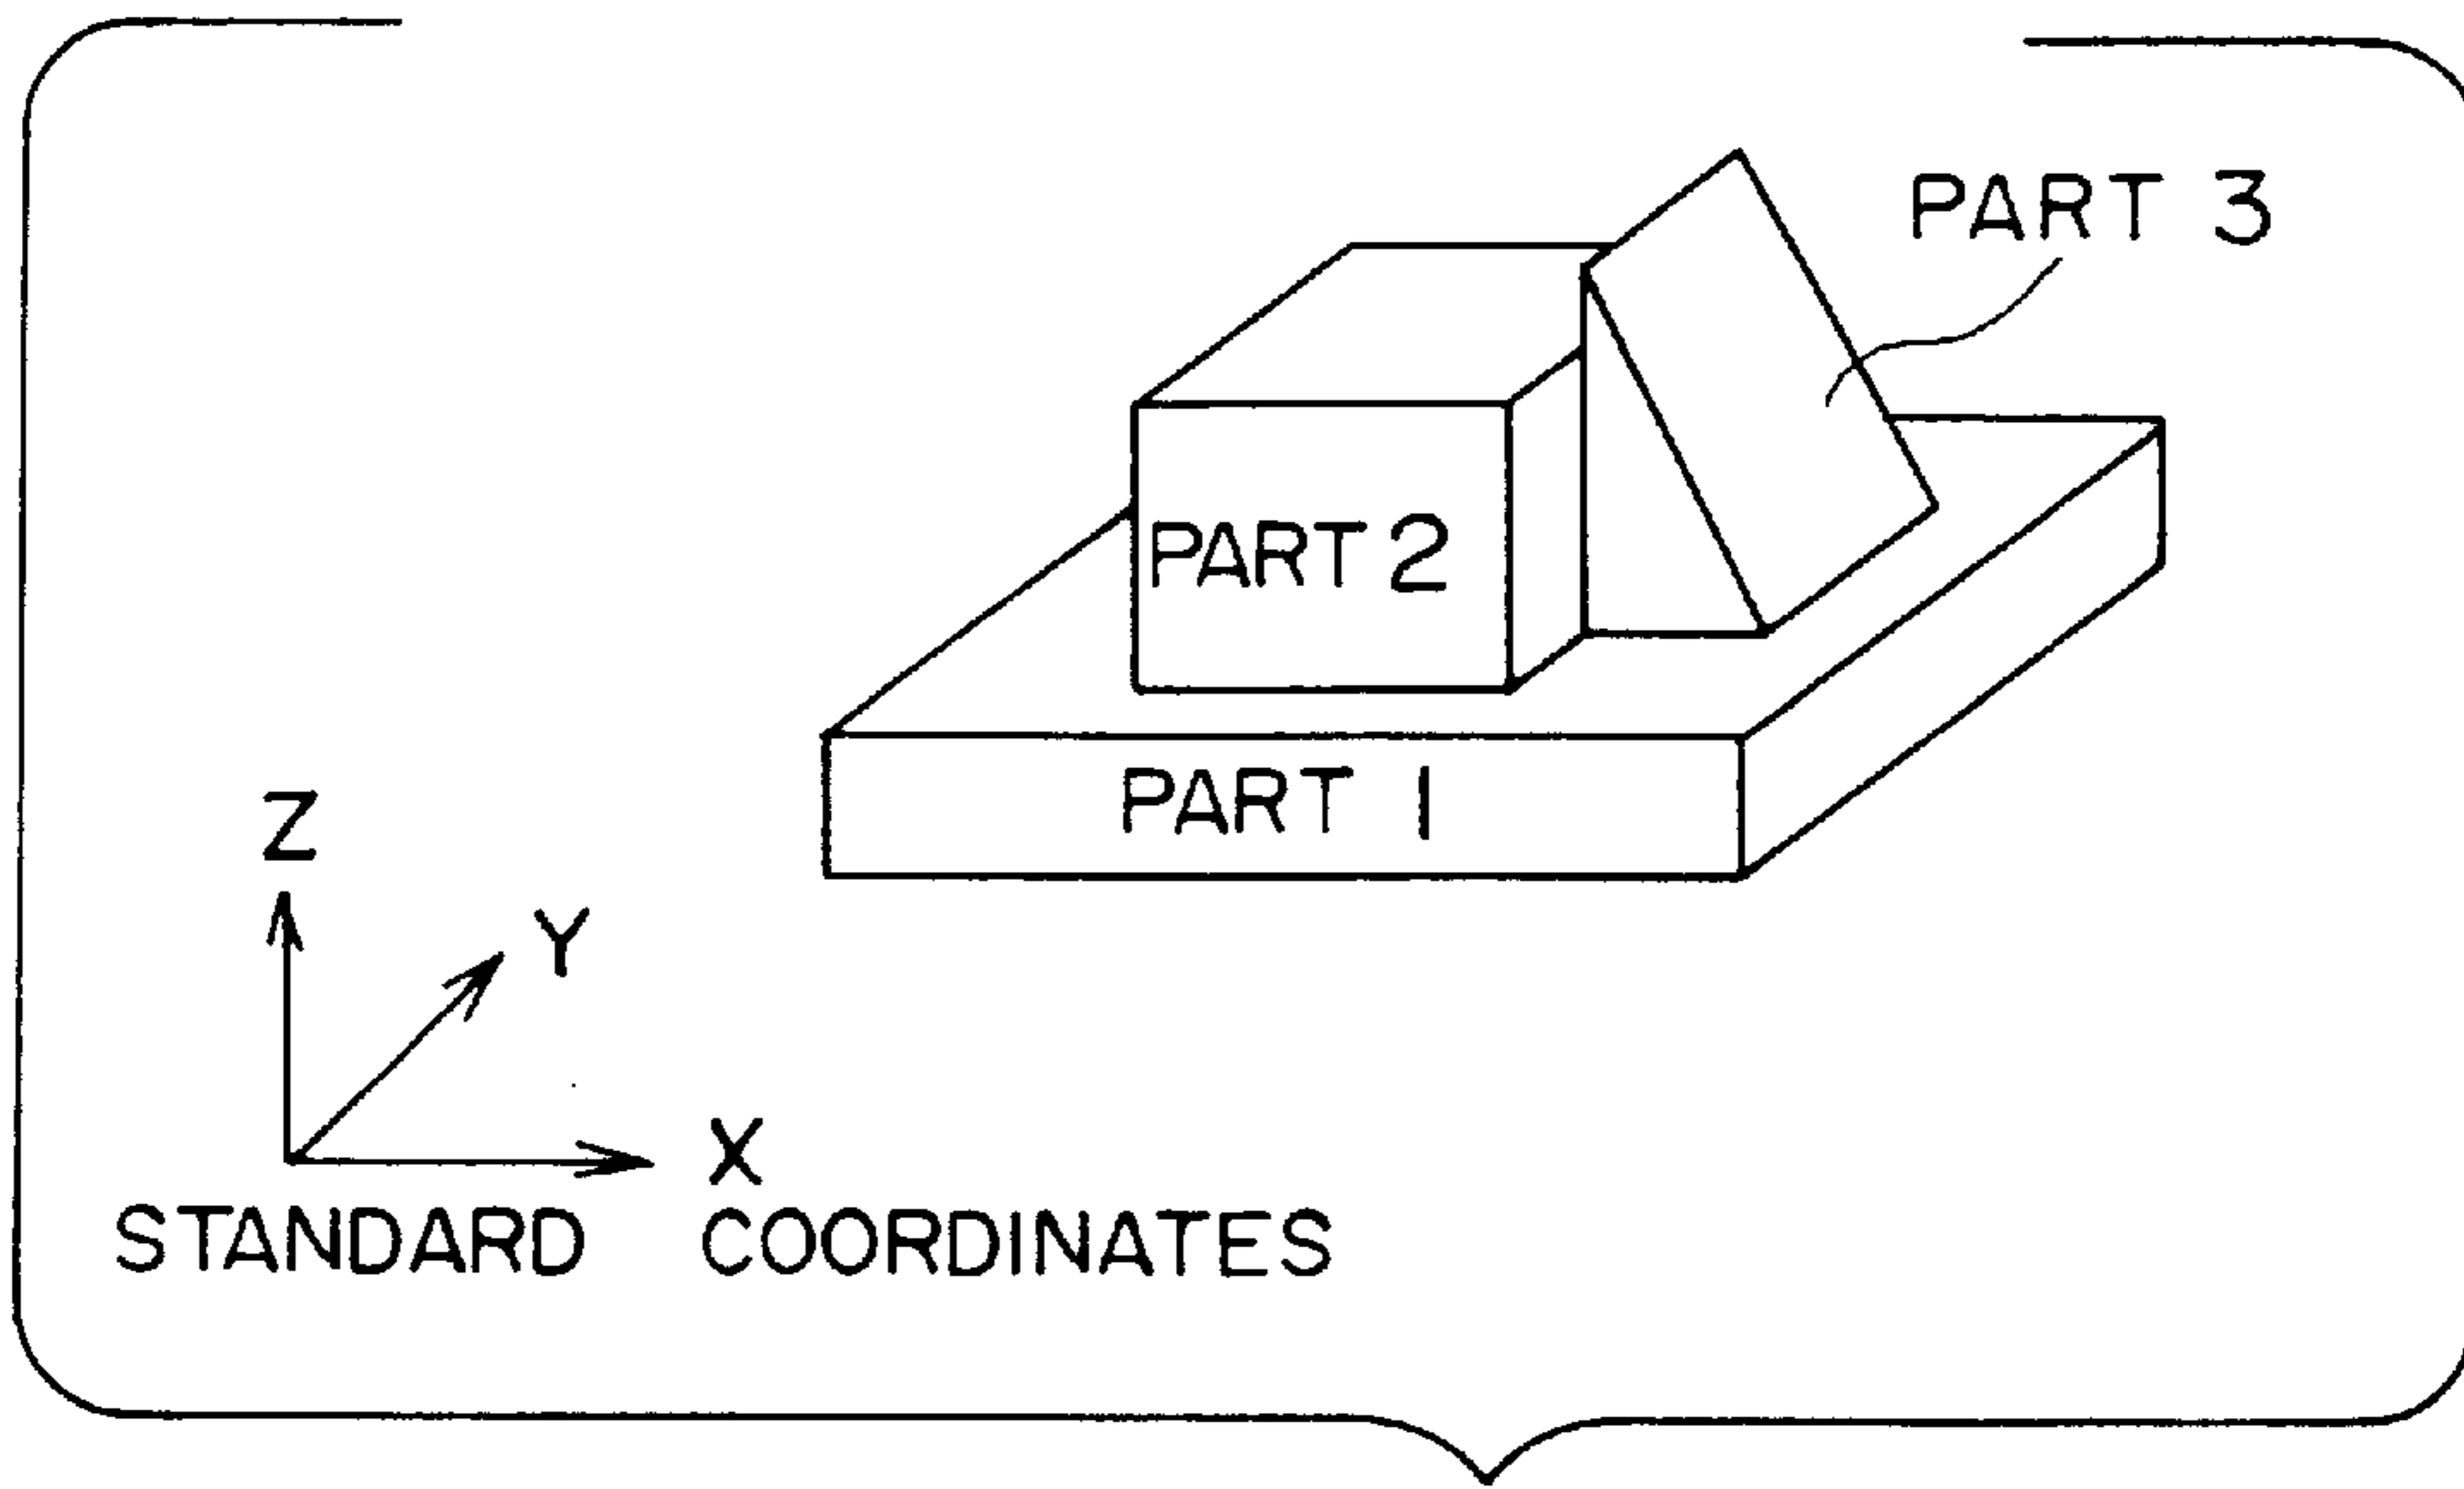 PART 3
PART 2
PART 1
Z
Y
X
STANDARD COORDINATES